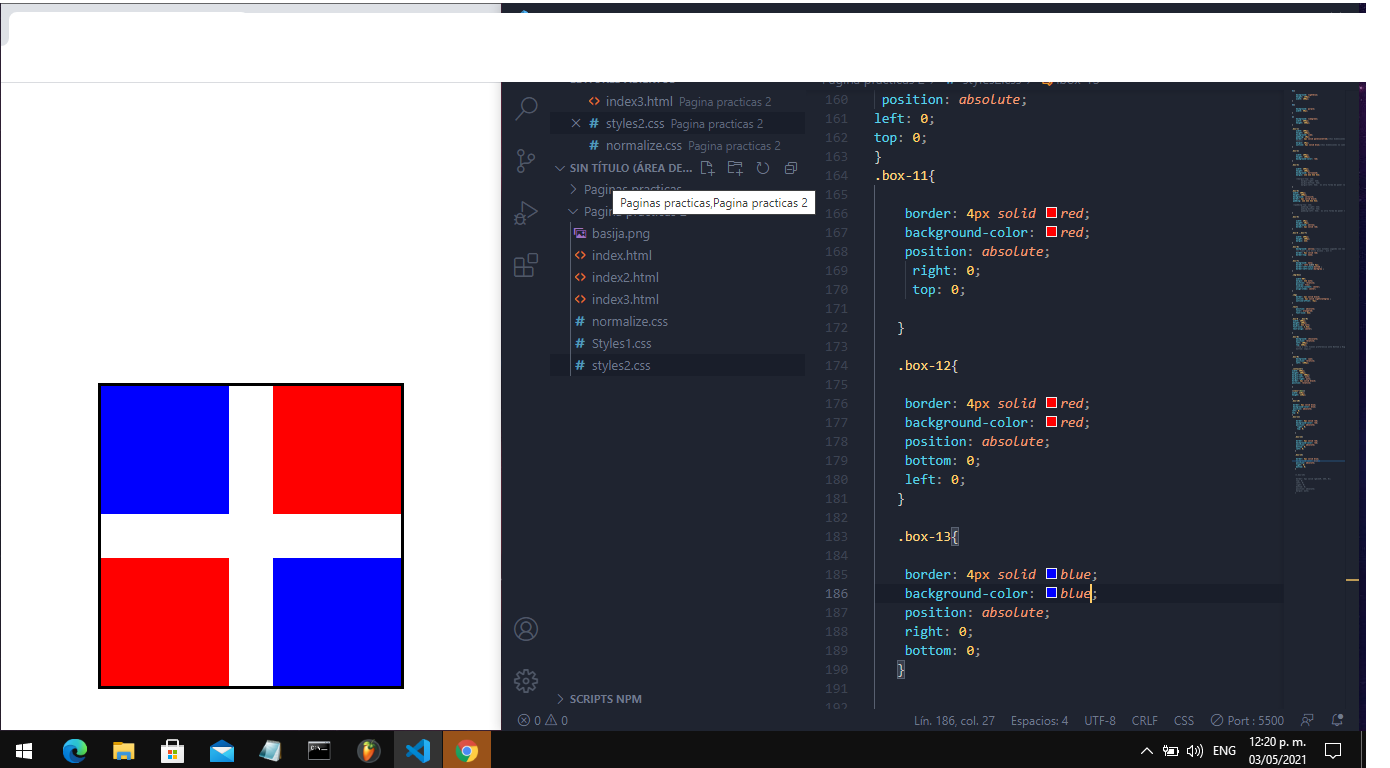 index3.html Pagina practicas 2
styles2.css Pagina practicas 2
normalize.css Pagina practicas 2
SIN TÍTULO (ÁREA DE...
Paginas practicas
Paginas practicas,Pagina practicas 2
basija.png
index.html
index2.html
index3.html
normalize.css
Styles1.css
styles2.css
SCRIPTS NPM
160 position: absolute;
161 left: 0;
162 top: 0;
163 }
164 .box-11{
165
166 border: 4px solid red;
167 background-color: red;
168 position: absolute;
169 right: 0;
170 top: 0;
171
172 }
173
174 .box-12{
175
176 border: 4px solid red;
177 background-color: red;
178 position: absolute;
179 bottom: 0;
180 left: 0;
181 }
182
183 .box-13{
184
185 border: 4px solid blue;
186 background-color: blue;
187 position: absolute;
188 right: 0;
189 bottom: 0;
190 }
191
192
0 0 Lín. 186, col. 27 Espacios: 4 UTF-8 CRLF CSS Port : 5500
ENG
12:20 p. m.
03/05/2021